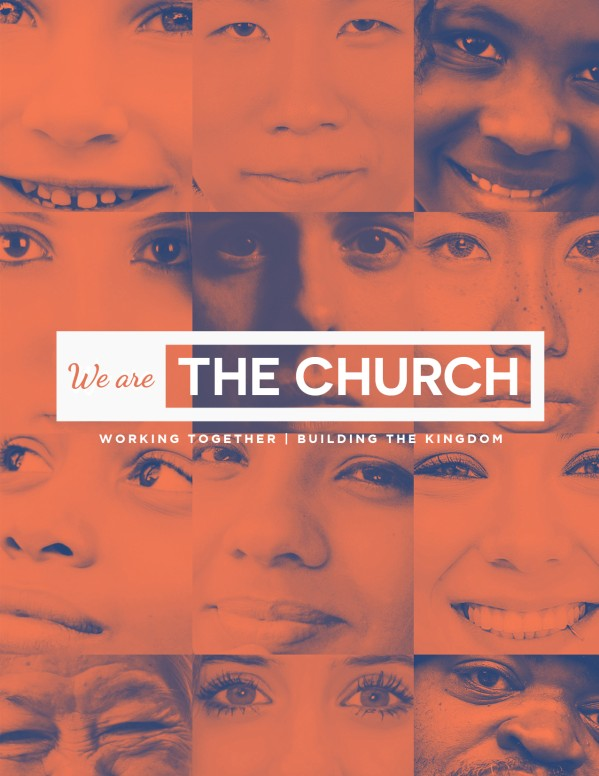 We are THE CHURCH
WORKING TOGETHER | BUILDING THE KINGDOM